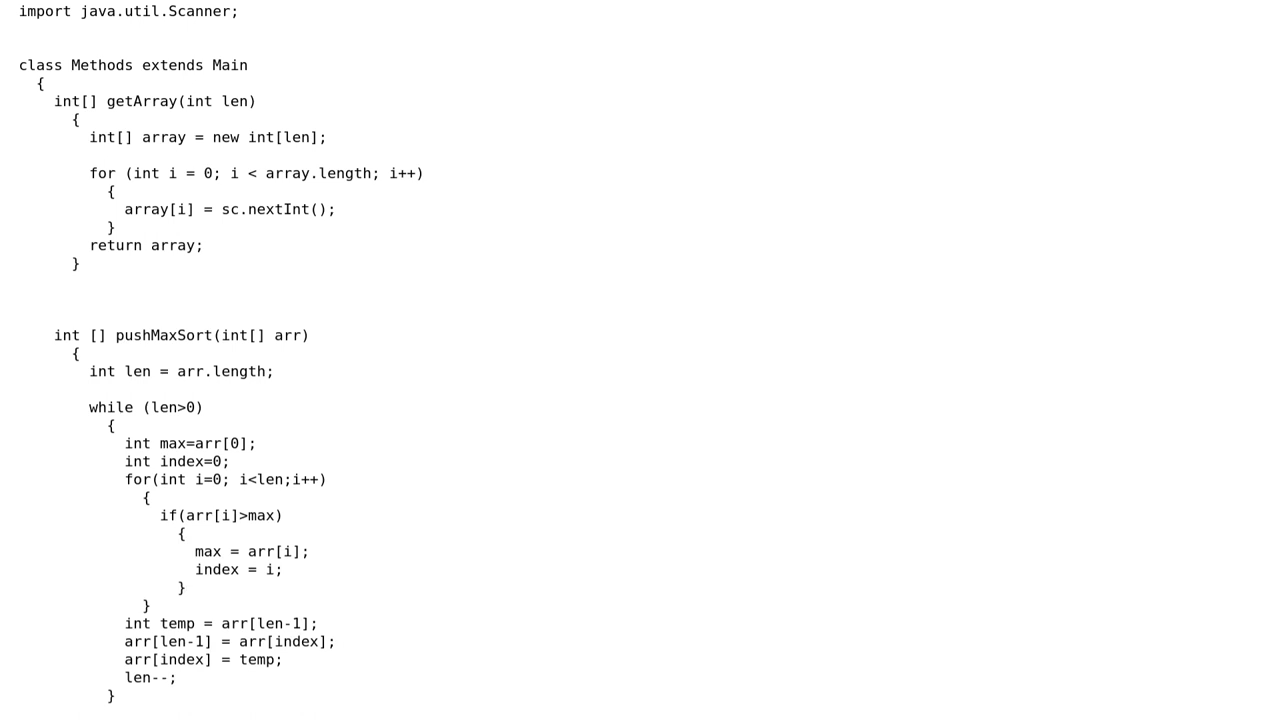 import java.util.Scanner;
class Methods extends Main
{
int[] getArray(int len)
{
int[] array = new int[len];
for (int i = 0; i < array.length; i++)
{
array[i] = sc.nextInt();
}
return array;
}
int [] pushMaxSort(int[] arr)
{
int len = arr.length;
while (len>0)
{
int max=arr[0];
int index=0;
for(int i=0; i<len;i++)
{
if(arr[i]>max)
{
max = arr[i];
index = i;
}
}
int temp = arr[len-1];
arr[len-1] = arr[index];
arr[index] = temp;
len--;
}